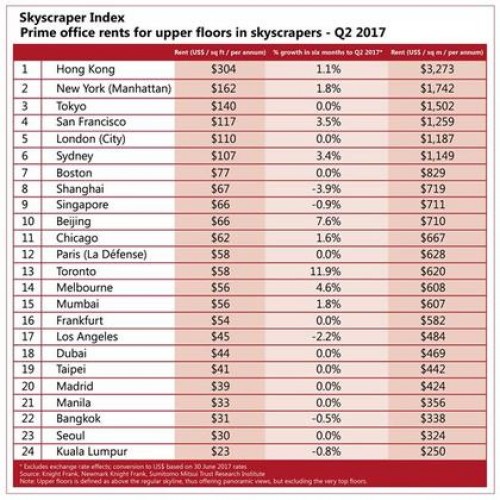 Skyscraper Index
Prime office rents for upper floors in skyscrapers - Q2 2017
Rent (US$ / sq ft / per annum) % growth in six months to Q2 2017* Rent (US$ / sq m / per annum)
1 Hong Kong $304 1.1% $3,273
2 New York (Manhattan) $162 1.8% $1,742
3 Tokyo $140 0.0% $1,502
4 San Francisco $117 3.5% $1,259
5 London (City) $110 0.0% $1,187
6 Sydney $107 3.4% $1,149
7 Boston $77 0.0% $829
8 Shanghai $67 -3.9% $719
9 Singapore $66 -0.9% $711
10 Beijing $66 7.6% $710
11 Chicago $62 1.6% $667
12 Paris (La Défense) $58 0.0% $628
13 Toronto $58 11.9% $620
14 Melbourne $56 4.6% $608
15 Mumbai $56 1.8% $607
16 Frankfurt $54 0.0% $582
17 Los Angeles $45 -2.2% $484
18 Dubai $44 0.0% $469
19 Taipei $41 0.0% $442
20 Madrid $39 0.0% $424
21 Manila $33 0.0% $356
22 Bangkok $31 -0.5% $338
23 Seoul $30 0.0% $324
24 Kuala Lumpur $23 -0.8% $250
* Excludes exchange rate effects; conversion to US$ based on 30 June 2017 rates
Source: Knight Frank, Newmark Knight Frank, Sumitomo Mitsui Trust Research Institute
Note: Upper floors is defined as above the regular skyline, thus offering panoramic views, but excluding the very top floors.